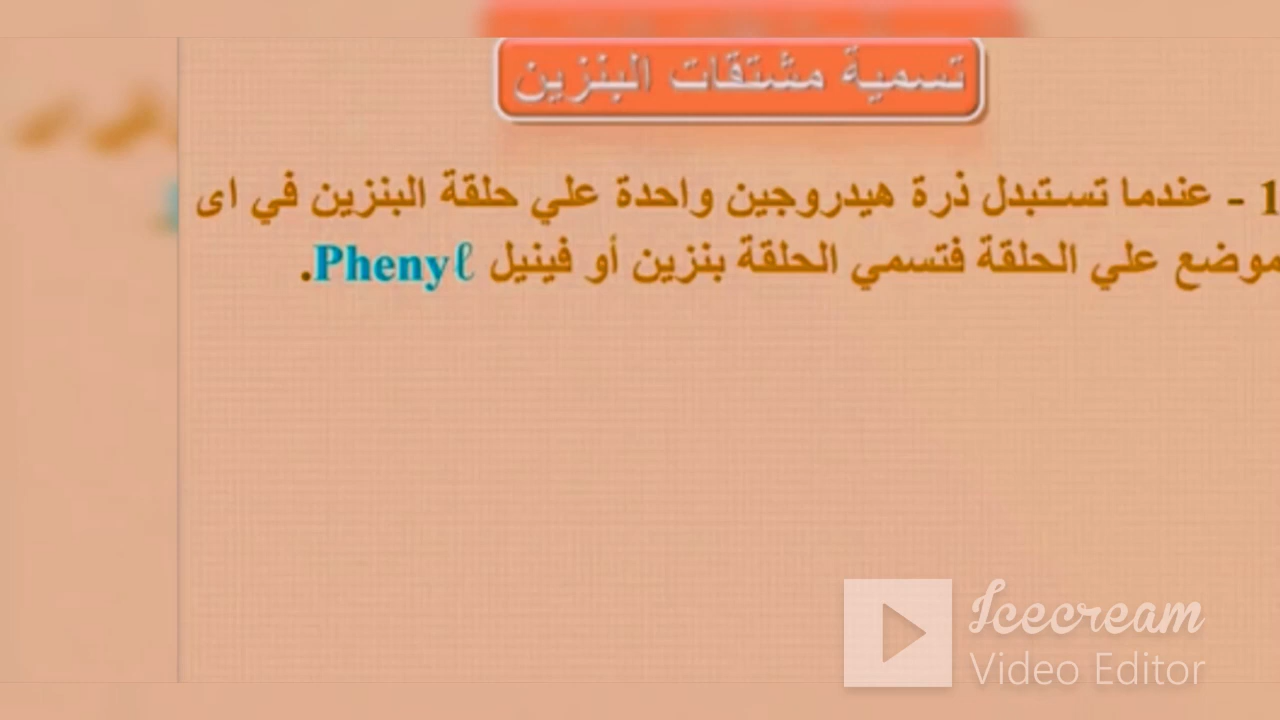 تسمية مشتقات البنزين
1 - عندما تستبدل ذرة هيدروجين واحدة علي حلقة البنزين في اى
موضع علي الحلقة فتسمي الحلقة بنزين أو فينيل Phenyℓ.
Icecream
Video Editor